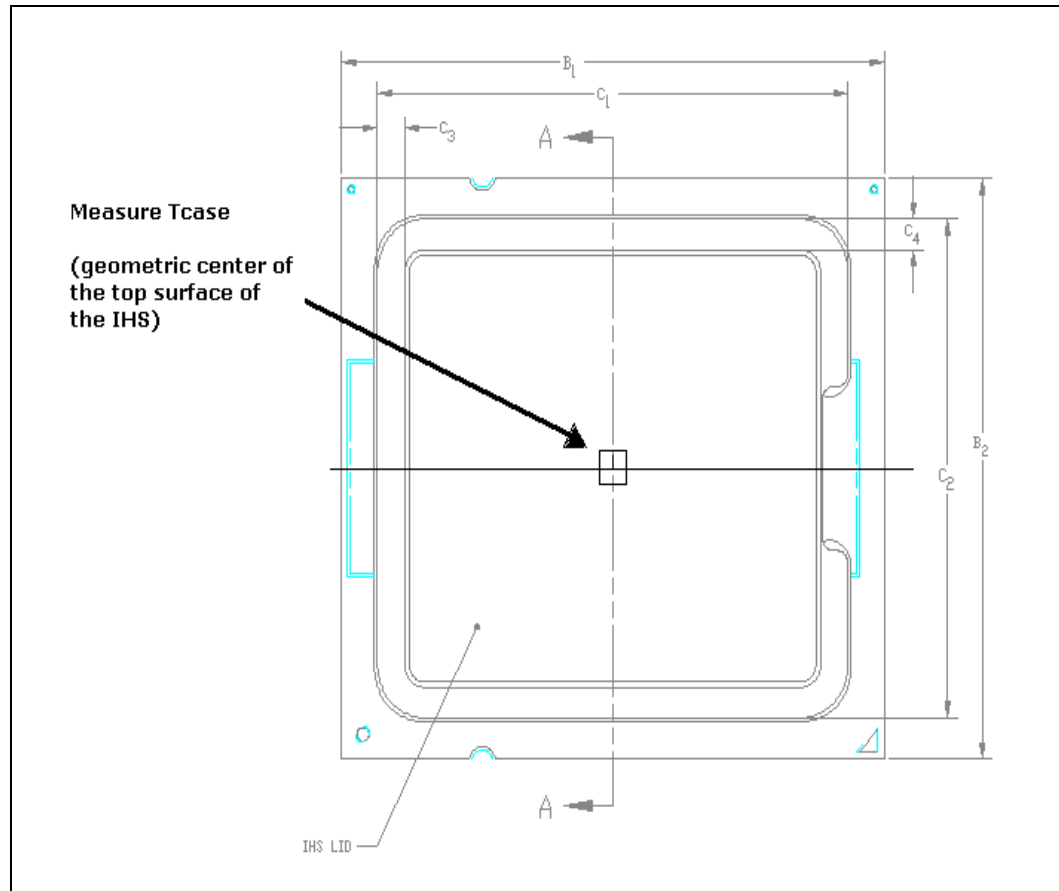 B1
C1
C3
A
Measure Tcase
(geometric center of
the top surface of
the IHS)
C4
B2
C2
A
IHS LID